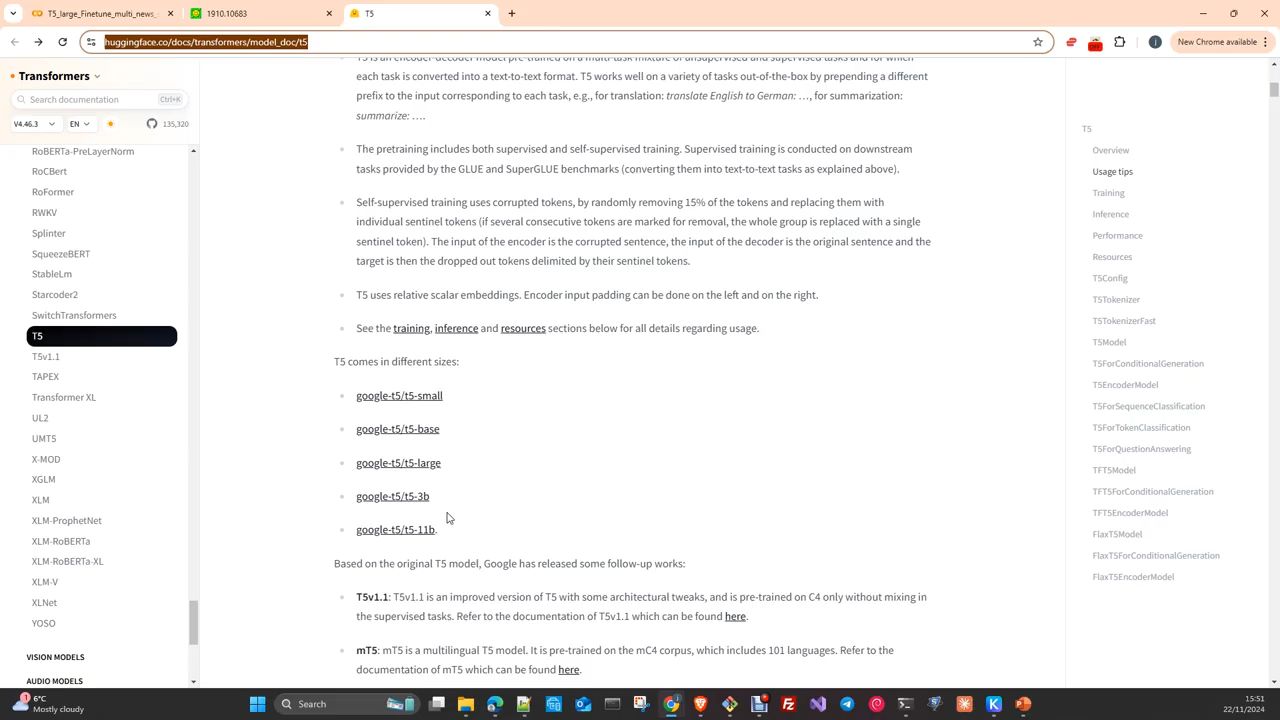 T5_large_Finetune_multi_news_
1910.10683
T5
huggingface.co/docs/transformers/model_doc/t5
New Chrome available
Transformers
Search documentation
Ctrl+K
V4.46.3
EN
135,320
RoBERTa-PreLayerNorm
RoCBert
RoFormer
RWKV
Splinter
SqueezeBERT
StableLm
Starcoder2
SwitchTransformers
T5
T5v1.1
TAPEX
Transformer XL
UL2
UMT5
X-MOD
XGLM
XLM
XLM-ProphetNet
XLM-RoBERTa
XLM-RoBERTa-XL
XLM-V
XLNet
YOSO
VISION MODELS
AUDIO MODELS
T5 is an encoder-decoder model pre-trained on a multi-task mixture of unsupervised and supervised tasks and for which
each task is converted into a text-to-text format. T5 works well on a variety of tasks out-of-the-box by prepending a different
prefix to the input corresponding to each task, e.g., for translation: translate English to German: …, for summarization:
summarize: ….
The pretraining includes both supervised and self-supervised training. Supervised training is conducted on downstream
tasks provided by the GLUE and SuperGLUE benchmarks (converting them into text-to-text tasks as explained above).
Self-supervised training uses corrupted tokens, by randomly removing 15% of the tokens and replacing them with
individual sentinel tokens (if several consecutive tokens are marked for removal, the whole group is replaced with a single
sentinel token). The input of the encoder is the corrupted sentence, the input of the decoder is the original sentence and the
target is then the dropped out tokens delimited by their sentinel tokens.
T5 uses relative scalar embeddings. Encoder input padding can be done on the left and on the right.
See the training, inference and resources sections below for all details regarding usage.
T5 comes in different sizes:
google-t5/t5-small
google-t5/t5-base
google-t5/t5-large
google-t5/t5-3b
google-t5/t5-11b.
Based on the original T5 model, Google has released some follow-up works:
T5v1.1: T5v1.1 is an improved version of T5 with some architectural tweaks, and is pre-trained on C4 only without mixing in
the supervised tasks. Refer to the documentation of T5v1.1 which can be found here.
mT5: mT5 is a multilingual T5 model. It is pre-trained on the mC4 corpus, which includes 101 languages. Refer to the
documentation of mT5 which can be found here.
T5
Overview
Usage tips
Training
Inference
Performance
Resources
T5Config
T5Tokenizer
T5TokenizerFast
T5Model
T5ForConditionalGeneration
T5EncoderModel
T5ForSequenceClassification
T5ForTokenClassification
T5ForQuestionAnswering
TFT5Model
TFT5ForConditionalGeneration
TFT5EncoderModel
FlaxT5Model
FlaxT5ForConditionalGeneration
FlaxT5EncoderModel
6°C
Mostly cloudy
Search
15:51
22/11/2024